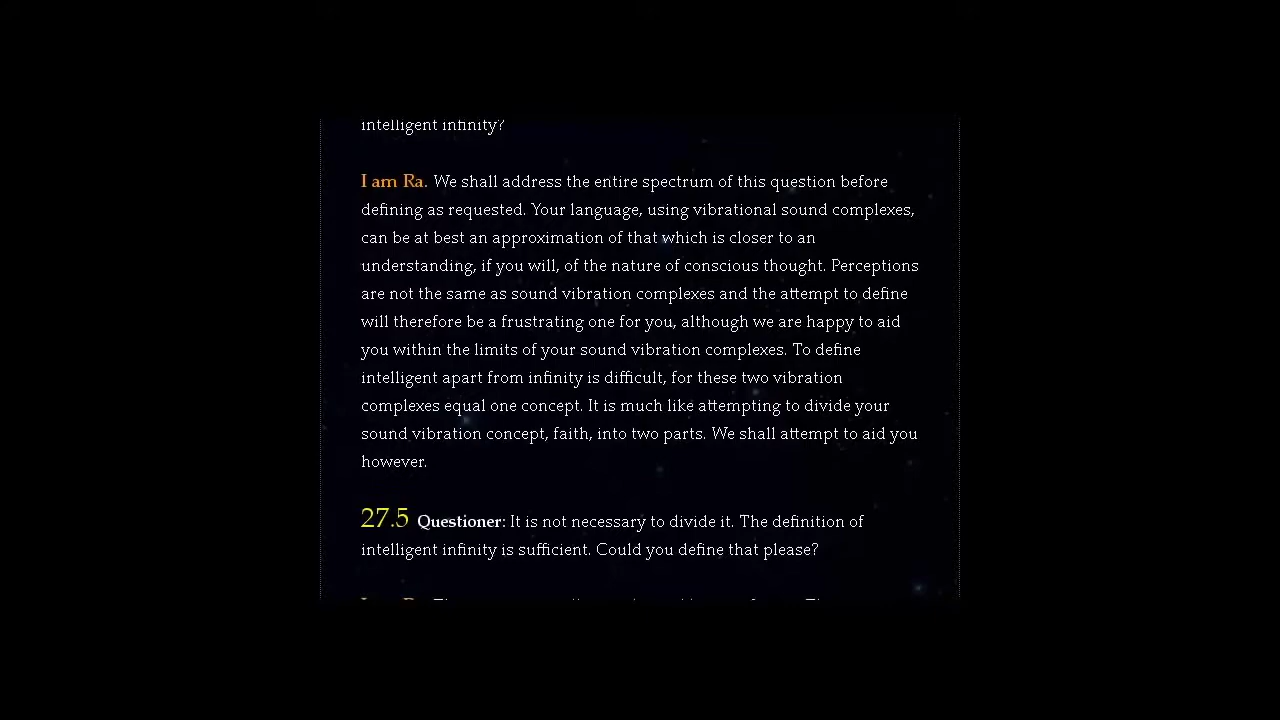 intelligent infinity?
I am Ra. We shall address the entire spectrum of this question before
defining as requested. Your language, using vibrational sound complexes,
can be at best an approximation of that which is closer to an
understanding, if you will, of the nature of conscious thought. Perceptions
are not the same as sound vibration complexes and the attempt to define
will therefore be a frustrating one for you, although we are happy to aid
you within the limits of your sound vibration complexes. To define
intelligent apart from infinity is difficult, for these two vibration
complexes equal one concept. It is much like attempting to divide your
sound vibration concept, faith, into two parts. We shall attempt to aid you
however.
27.5 Questioner: It is not necessary to divide it. The definition of
intelligent infinity is sufficient. Could you define that please?